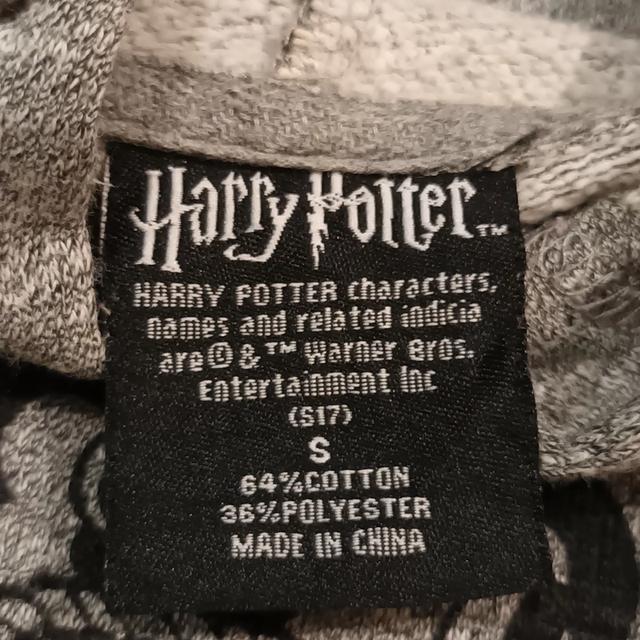 Harry Potter™
HARRY POTTER characters,
names and related indicia
are © & ™ Warner Bros.
Entertainment Inc
(S17)
S
64%COTTON
36%POLYESTER
MADE IN CHINA